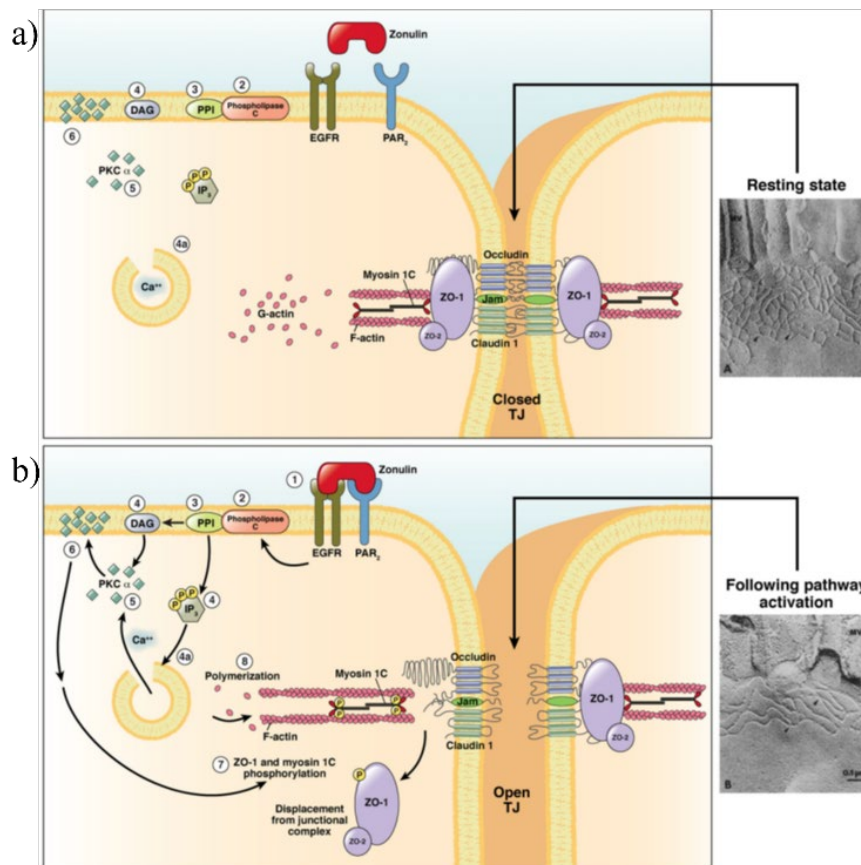 a)
Zonulin
4
3
2
DAG
PPI
Phospholipase
C
6
EGFR
PAR2
PKC α
5
P P P
IP3
Resting state
4a
Ca++
Occludin
Myosin 1C
ZO-1
Jam
ZO-1
G-actin
F-actin
ZO-2
Claudin 1
ZO-2
A
Closed
TJ
b)
1
Zonulin
4
3
2
DAG
PPI
Phospholipase
C
6
EGFR
PAR2
PKC α
5
P P P
IP3
4
Following pathway
activation
Ca++
4a
8
Polymerization
Myosin 1C
Occludin
P P
P P
Jam
ZO-1
F-actin
Claudin 1
ZO-2
7
ZO-1 and myosin 1C
phosphorylation
P
ZO-1
B
Open
TJ
Displacement
from junctional
complex
ZO-2